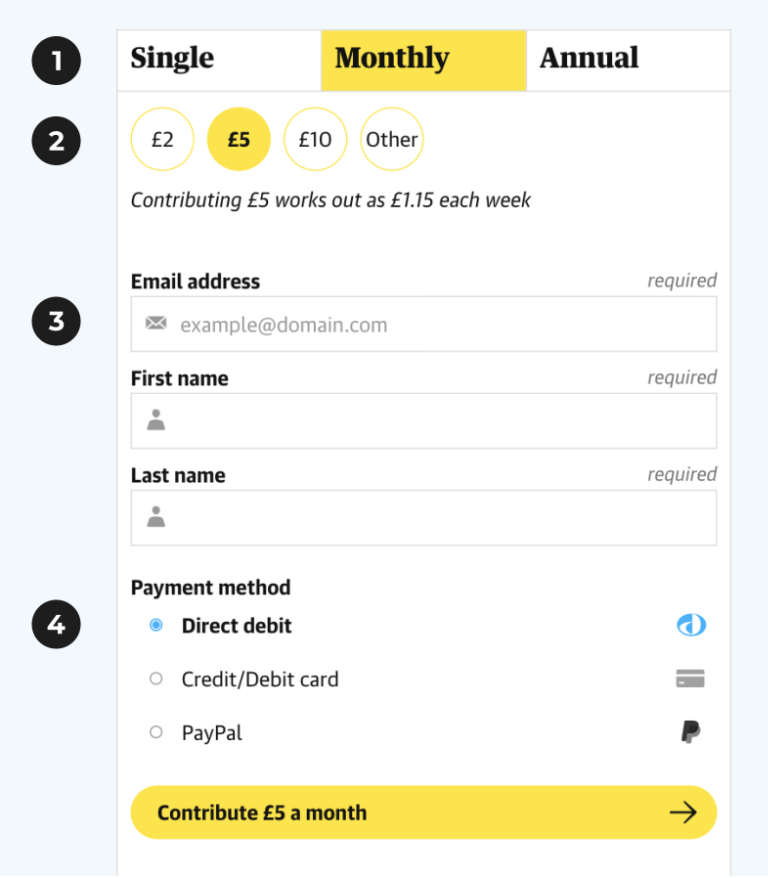 1
Single Monthly Annual
2
£2 £5 £10 Other
Contributing £5 works out as £1.15 each week
Email address required
3
example@domain.com
First name required
Last name required
Payment method
4
Direct debit
Credit/Debit card
PayPal
Contribute £5 a month